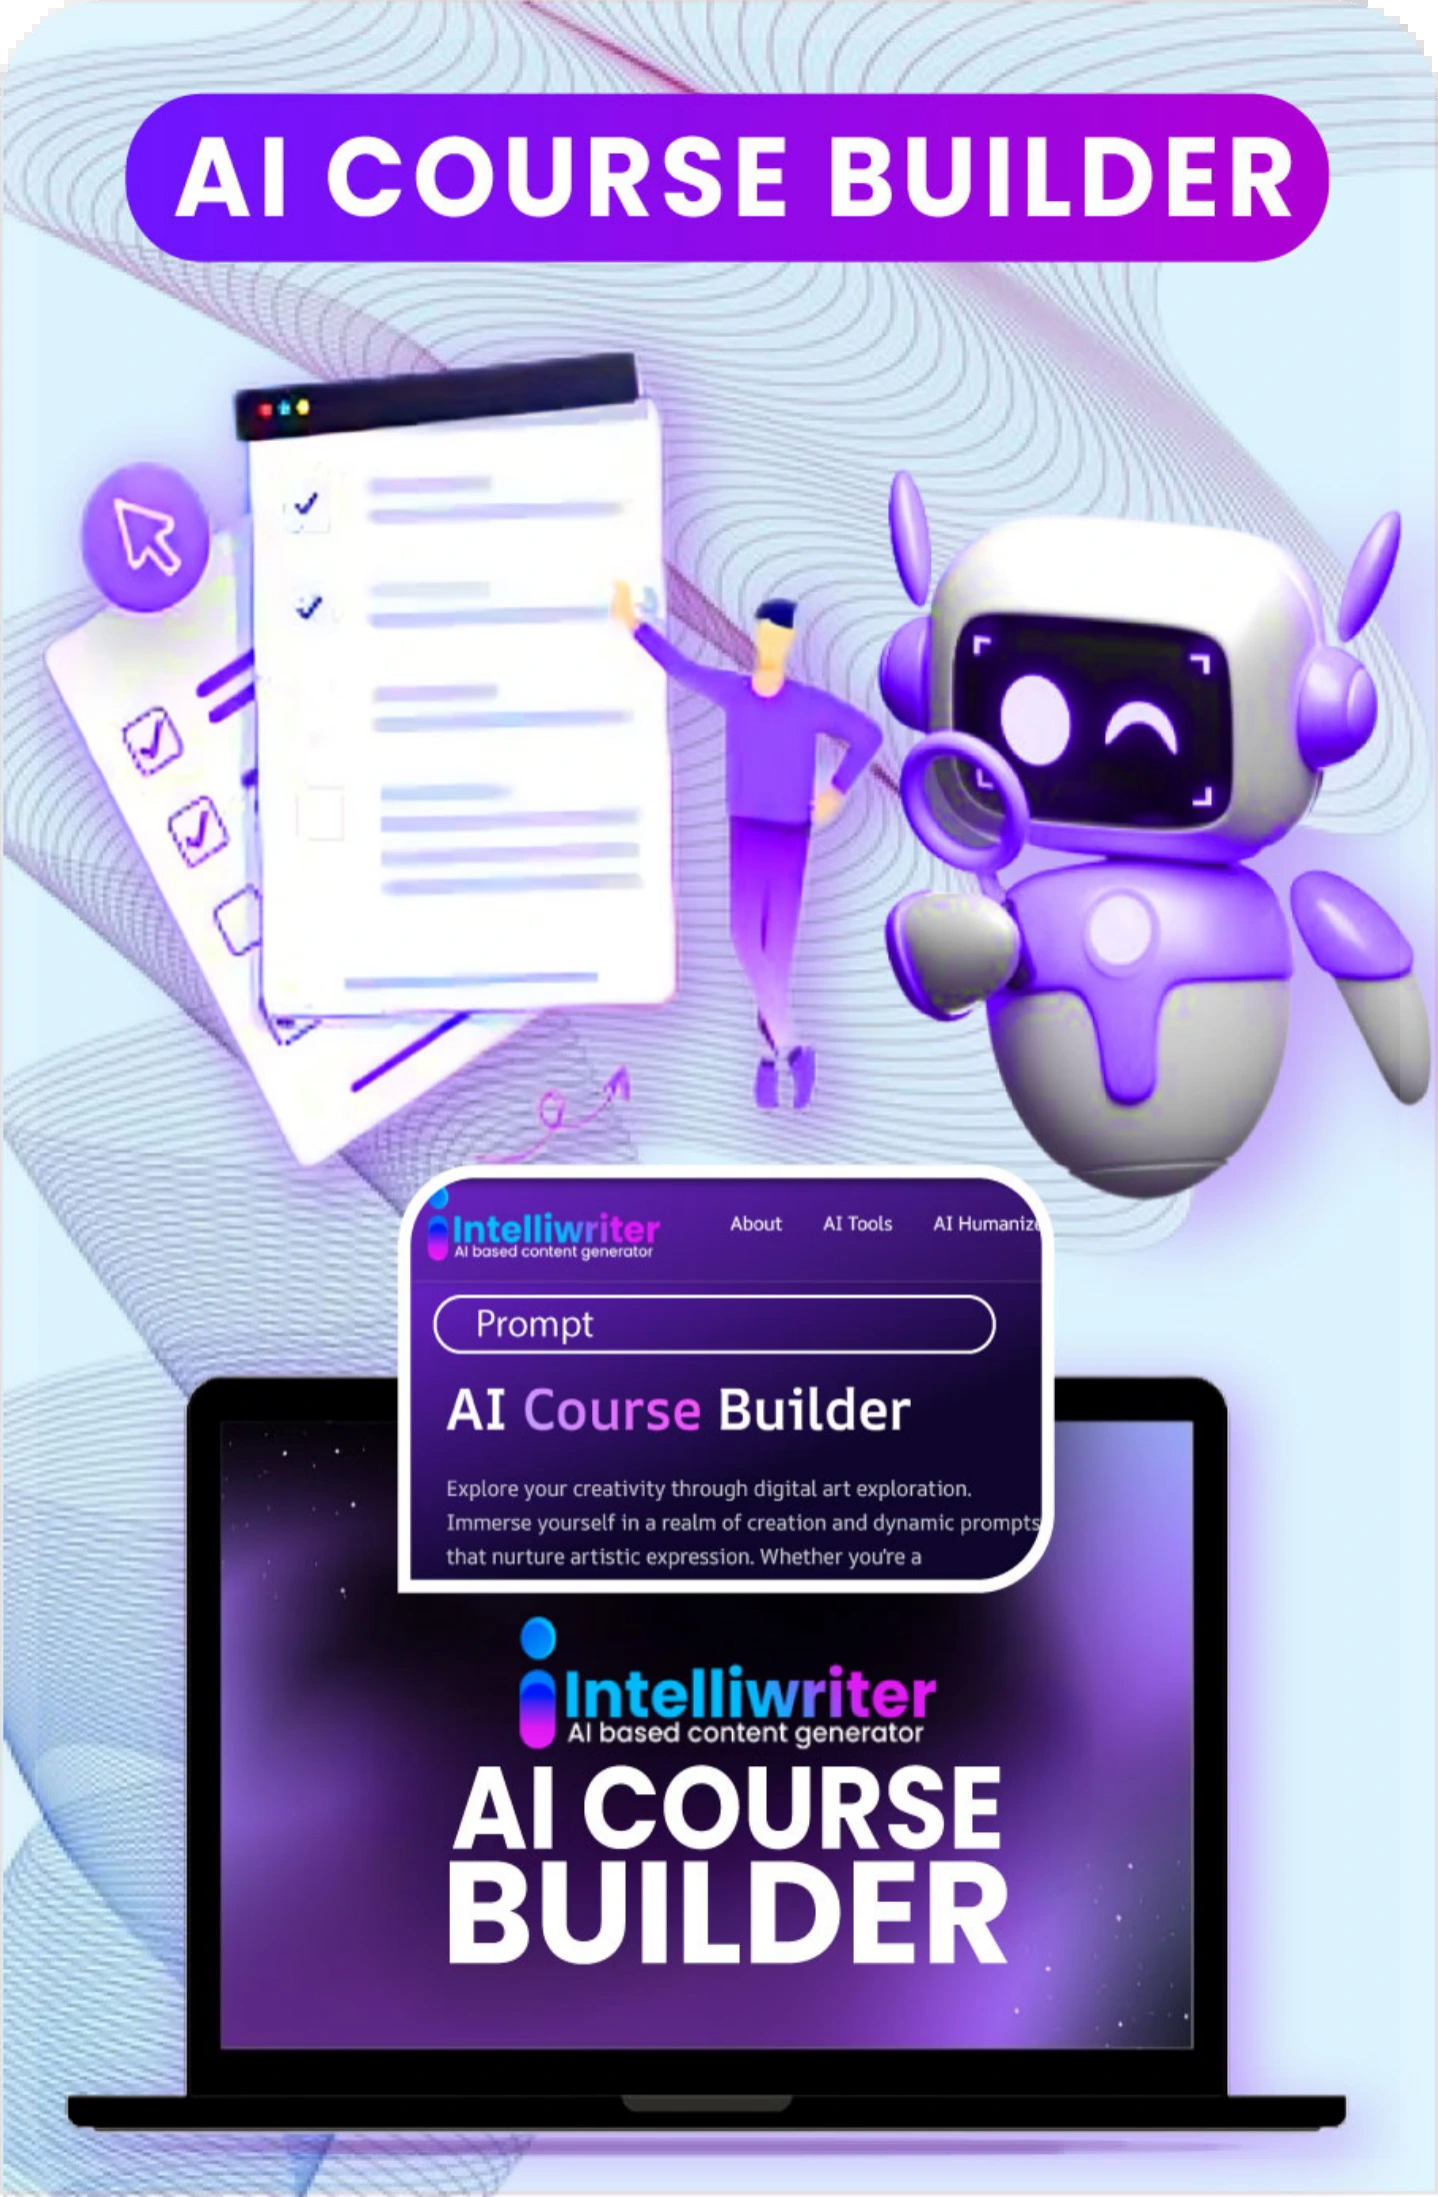 AI COURSE BUILDER
Intelliwriter
AI based content generator
About AI Tools AI Humanize
Prompt
AI Course Builder
Explore your creativity through digital art exploration.
Immerse yourself in a realm of creation and dynamic prompts
that nurture artistic expression. Whether you're a
Intelliwriter
AI based content generator
AI COURSE
BUILDER